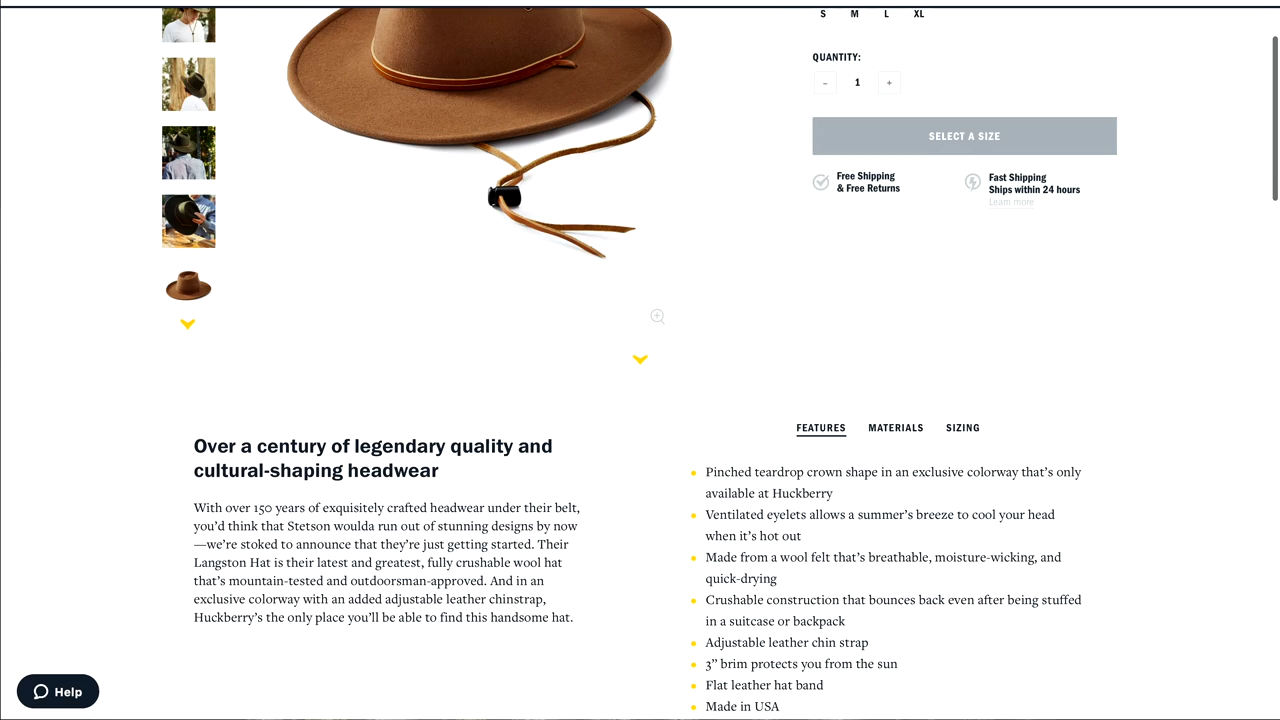 S M L XL
QUANTITY:
- 1 +
SELECT A SIZE
Free Shipping
& Free Returns
Fast Shipping
Ships within 24 hours
Learn more
Over a century of legendary quality and
cultural-shaping headwear
With over 150 years of exquisitely crafted headwear under their belt,
you’d think that Stetson woulda run out of stunning designs by now
—we’re stoked to announce that they’re just getting started. Their
Langston Hat is their latest and greatest, fully crushable wool hat
that’s mountain-tested and outdoorsman-approved. And in an
exclusive colorway with an added adjustable leather chinstrap,
Huckberry’s the only place you’ll be able to find this handsome hat.
FEATURES MATERIALS SIZING
Pinched teardrop crown shape in an exclusive colorway that’s only
available at Huckberry
Ventilated eyelets allows a summer’s breeze to cool your head
when it’s hot out
Made from a wool felt that’s breathable, moisture-wicking, and
quick-drying
Crushable construction that bounces back even after being stuffed
in a suitcase or backpack
Adjustable leather chin strap
3” brim protects you from the sun
Flat leather hat band
Made in USA
Help